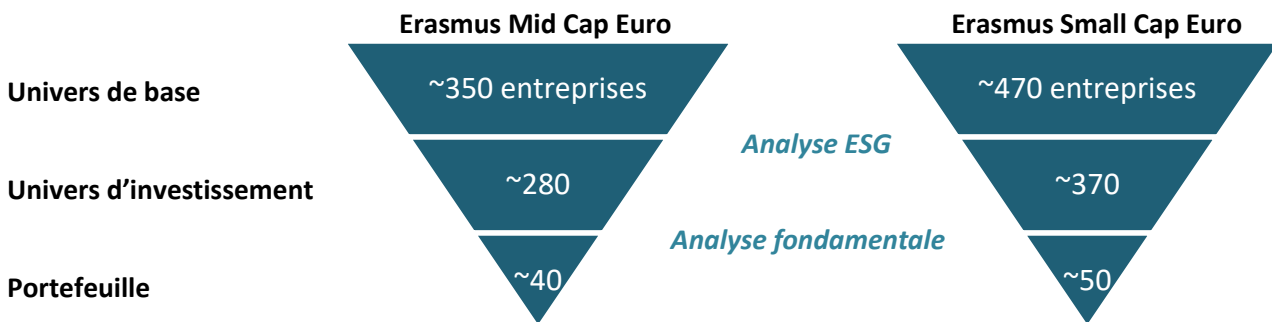 Erasmus Mid Cap Euro
Erasmus Small Cap Euro
Univers de base
~350 entreprises
~470 entreprises
Analyse ESG
Univers d’investissement
~280
~370
Analyse fondamentale
Portefeuille
~40
~50